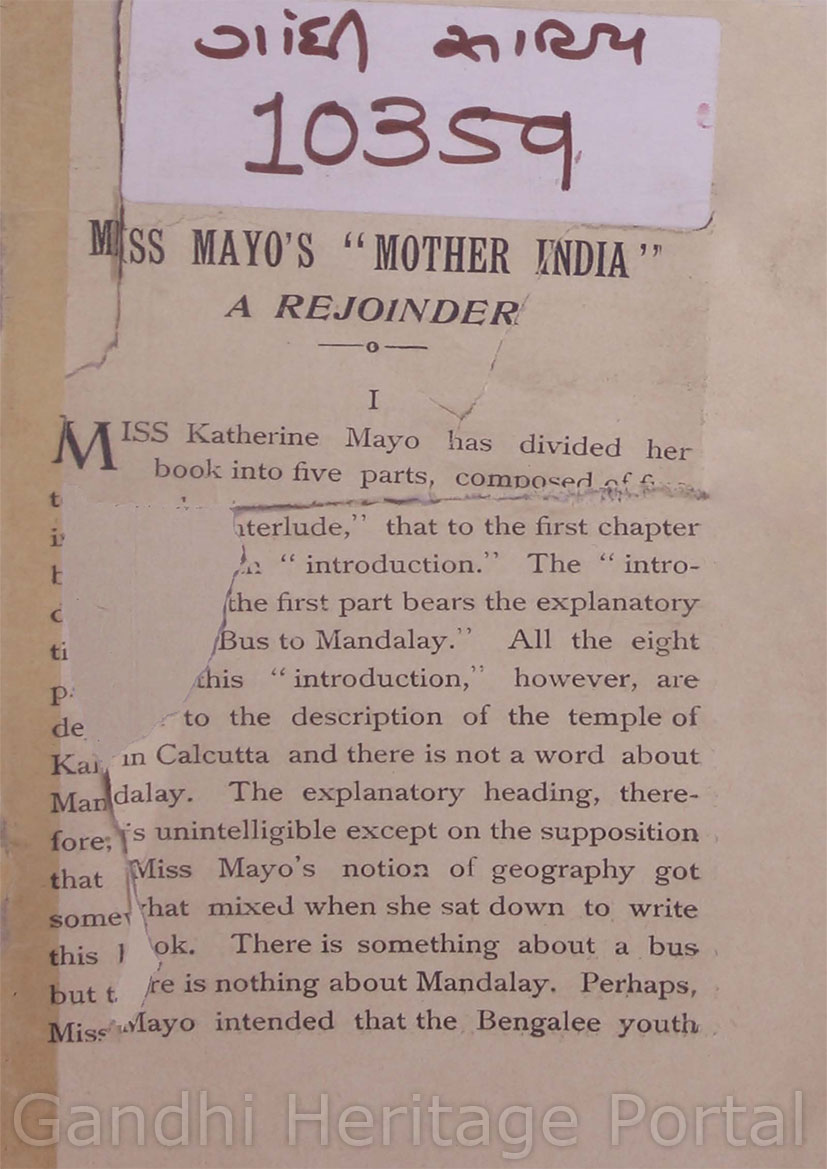 ગાંધી સાહિત્ય
10359
MISS MAYO'S "MOTHER INDIA"
A REJOINDER
I
MISS Katherine Mayo has divided her
book into five parts, composed of
terlude," that to the first chapter
" introduction." The " intro-
the first part bears the explanatory
Bus to Mandalay." All the eight
this "introduction," however, are
to the description of the temple of
in Calcutta and there is not a word about
Mandalay. The explanatory heading, there-
fore, is unintelligible except on the supposition
that Miss Mayo's notion of geography got
somewhat mixed when she sat down to write
this book. There is something about a bus
but there is nothing about Mandalay. Perhaps,
Miss Mayo intended that the Bengalee youth
Gandhi Heritage Portal